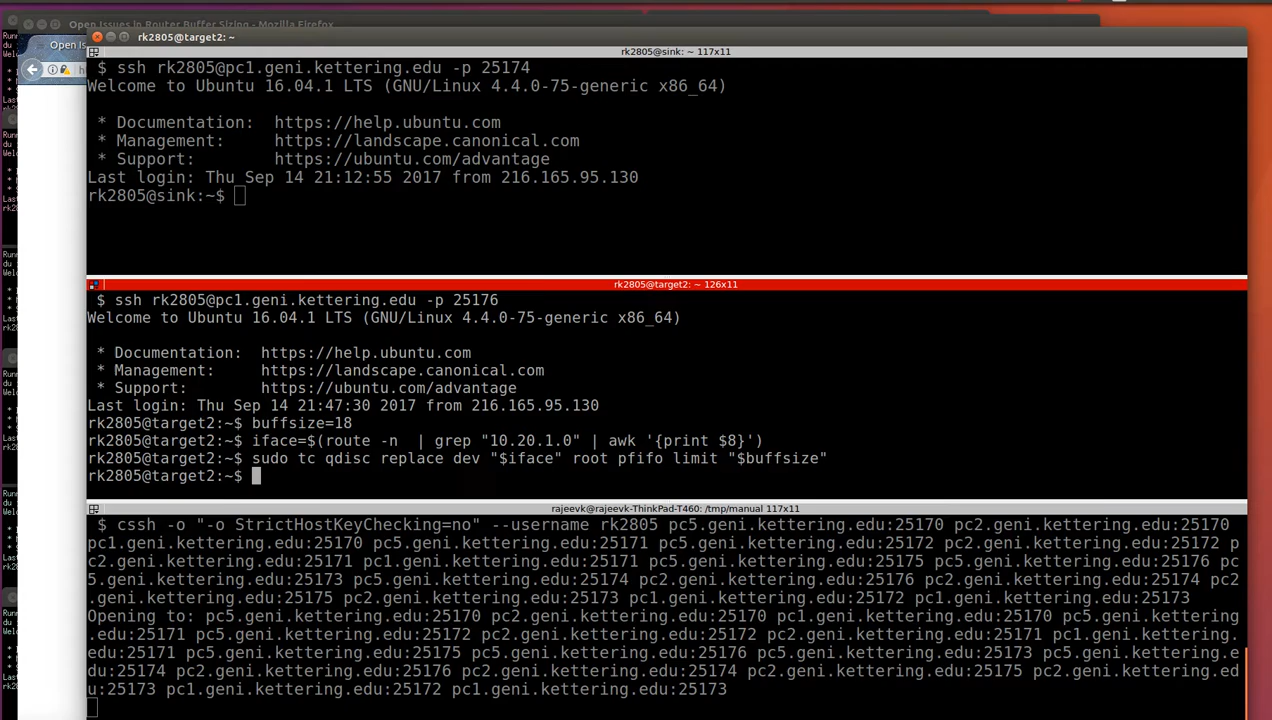 Open Issues in Router Buffer Sizing - Mozilla Firefox
Open Is
rk2805@target2: ~
rk2805@sink: ~ 117x11
$ ssh rk2805@pc1.geni.kettering.edu -p 25174
Welcome to Ubuntu 16.04.1 LTS (GNU/Linux 4.4.0-75-generic x86_64)
* Documentation:  https://help.ubuntu.com
* Management:     https://landscape.canonical.com
* Support:        https://ubuntu.com/advantage
Last login: Thu Sep 14 21:12:55 2017 from 216.165.95.130
rk2805@sink:~$
rk2805@target2: ~ 126x11
$ ssh rk2805@pc1.geni.kettering.edu -p 25176
Welcome to Ubuntu 16.04.1 LTS (GNU/Linux 4.4.0-75-generic x86_64)
* Documentation:  https://help.ubuntu.com
* Management:     https://landscape.canonical.com
* Support:        https://ubuntu.com/advantage
Last login: Thu Sep 14 21:47:30 2017 from 216.165.95.130
rk2805@target2:~$ buffsize=18
rk2805@target2:~$ iface=$(route -n  | grep "10.20.1.0" | awk '{print $8}')
rk2805@target2:~$ sudo tc qdisc replace dev "$iface" root pfifo limit "$buffsize"
rk2805@target2:~$
rajeevk@rajeevk-ThinkPad-T460: /tmp/manual 117x11
$ cssh -o "-o StrictHostKeyChecking=no" --username rk2805 pc5.geni.kettering.edu:25170 pc2.geni.kettering.edu:25170
pc1.geni.kettering.edu:25170 pc5.geni.kettering.edu:25171 pc5.geni.kettering.edu:25172 pc2.geni.kettering.edu:25172 p
c2.geni.kettering.edu:25171 pc1.geni.kettering.edu:25171 pc5.geni.kettering.edu:25175 pc5.geni.kettering.edu:25176 pc
5.geni.kettering.edu:25173 pc5.geni.kettering.edu:25174 pc2.geni.kettering.edu:25176 pc2.geni.kettering.edu:25174 pc2
.geni.kettering.edu:25175 pc2.geni.kettering.edu:25173 pc1.geni.kettering.edu:25172 pc1.geni.kettering.edu:25173
Opening to: pc5.geni.kettering.edu:25170 pc2.geni.kettering.edu:25170 pc1.geni.kettering.edu:25170 pc5.geni.kettering
.edu:25171 pc5.geni.kettering.edu:25172 pc2.geni.kettering.edu:25172 pc2.geni.kettering.edu:25171 pc1.geni.kettering.
edu:25171 pc5.geni.kettering.edu:25175 pc5.geni.kettering.edu:25176 pc5.geni.kettering.edu:25173 pc5.geni.kettering.e
du:25174 pc2.geni.kettering.edu:25176 pc2.geni.kettering.edu:25174 pc2.geni.kettering.edu:25175 pc2.geni.kettering.ed
u:25173 pc1.geni.kettering.edu:25172 pc1.geni.kettering.edu:25173